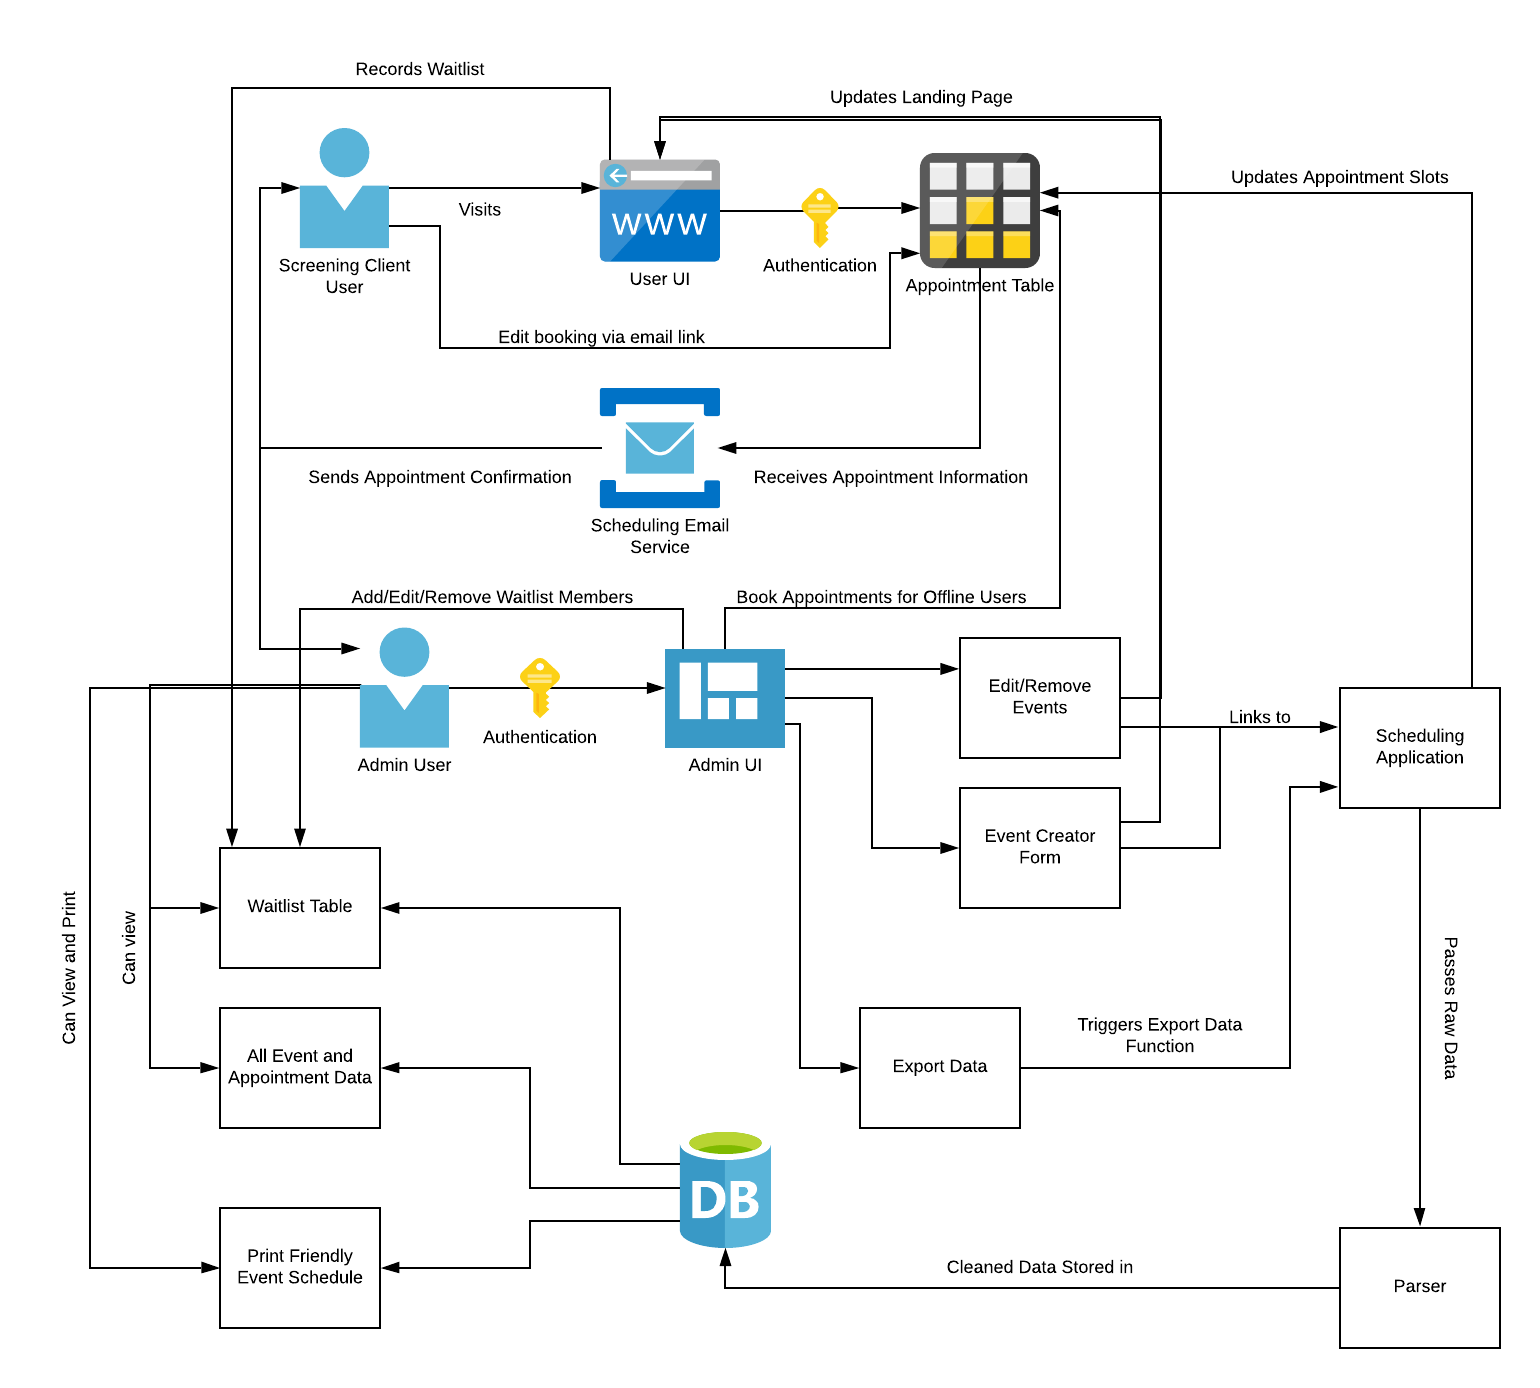 Records Waitlist
Updates Landing Page
Updates Appointment Slots
Visits
WWW
Screening Client
User
User UI
Authentication
Appointment Table
Edit booking via email link
Sends Appointment Confirmation
Receives Appointment Information
Scheduling Email
Service
Add/Edit/Remove Waitlist Members
Book Appointments for Offline Users
Edit/Remove
Events
Links to
Scheduling
Application
Authentication
Admin User
Admin UI
Event Creator
Form
Waitlist Table
Can View and Print
Can view
Passes Raw Data
Triggers Export Data
Function
All Event and
Appointment Data
Export Data
DB
Print Friendly
Event Schedule
Cleaned Data Stored in
Parser